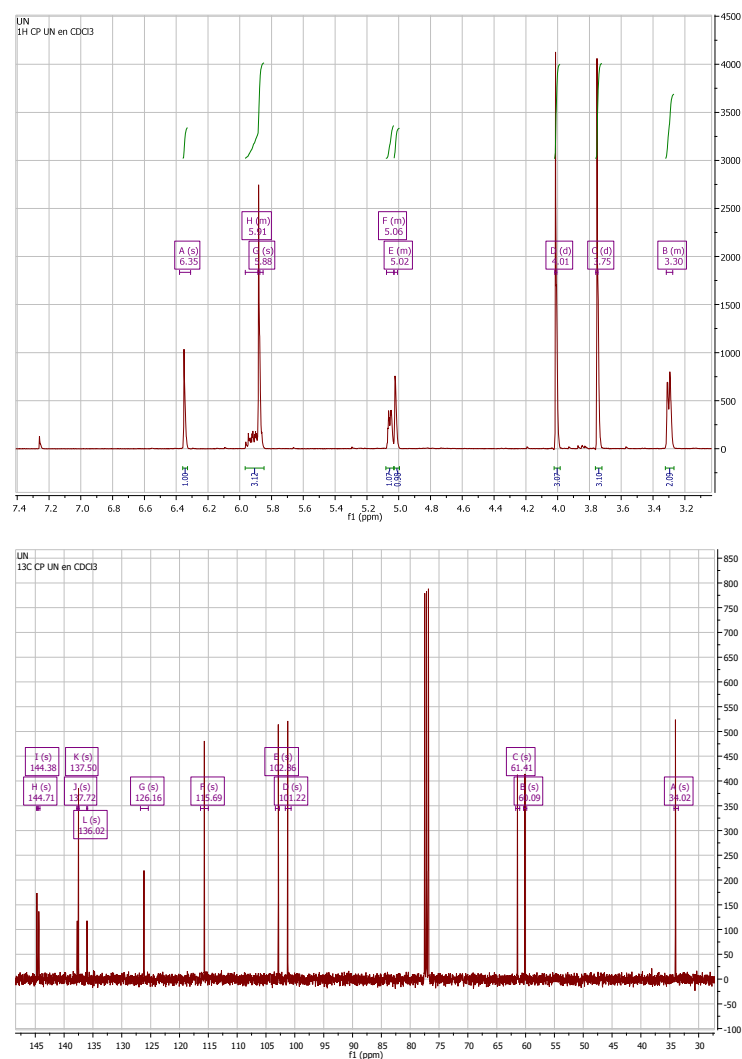 UN
1H CP UN en CDCl3
H (m)
5.91
F (m)
5.06
A (s)
6.35
G (s)
5.88
E (m)
5.02
D (d)
4.01
C (d)
3.75
B (m)
3.30
4500
4000
3500
3000
2500
2000
1500
1000
500
0
1.00
3.12
1.07
0.98
3.07
3.10
2.09
7.4 7.2 7.0 6.8 6.6 6.4 6.2 6.0 5.8 5.6 5.4 5.2 5.0 4.8 4.6 4.4 4.2 4.0 3.8 3.6 3.4 3.2
f1 (ppm)
UN
13C CP UN en CDCl3
I (s)
144.38
K (s)
137.50
E (s)
102.86
C (s)
61.41
H (s)
144.71
J (s)
137.72
G (s)
126.16
F (s)
115.69
D (s)
101.22
B (s)
60.09
A (s)
34.02
L (s)
136.02
850
800
750
700
650
600
550
500
450
400
350
300
250
200
150
100
50
0
-50
-100
145 140 135 130 125 120 115 110 105 100 95 90 85 80 75 70 65 60 55 50 45 40 35 30
f1 (ppm)